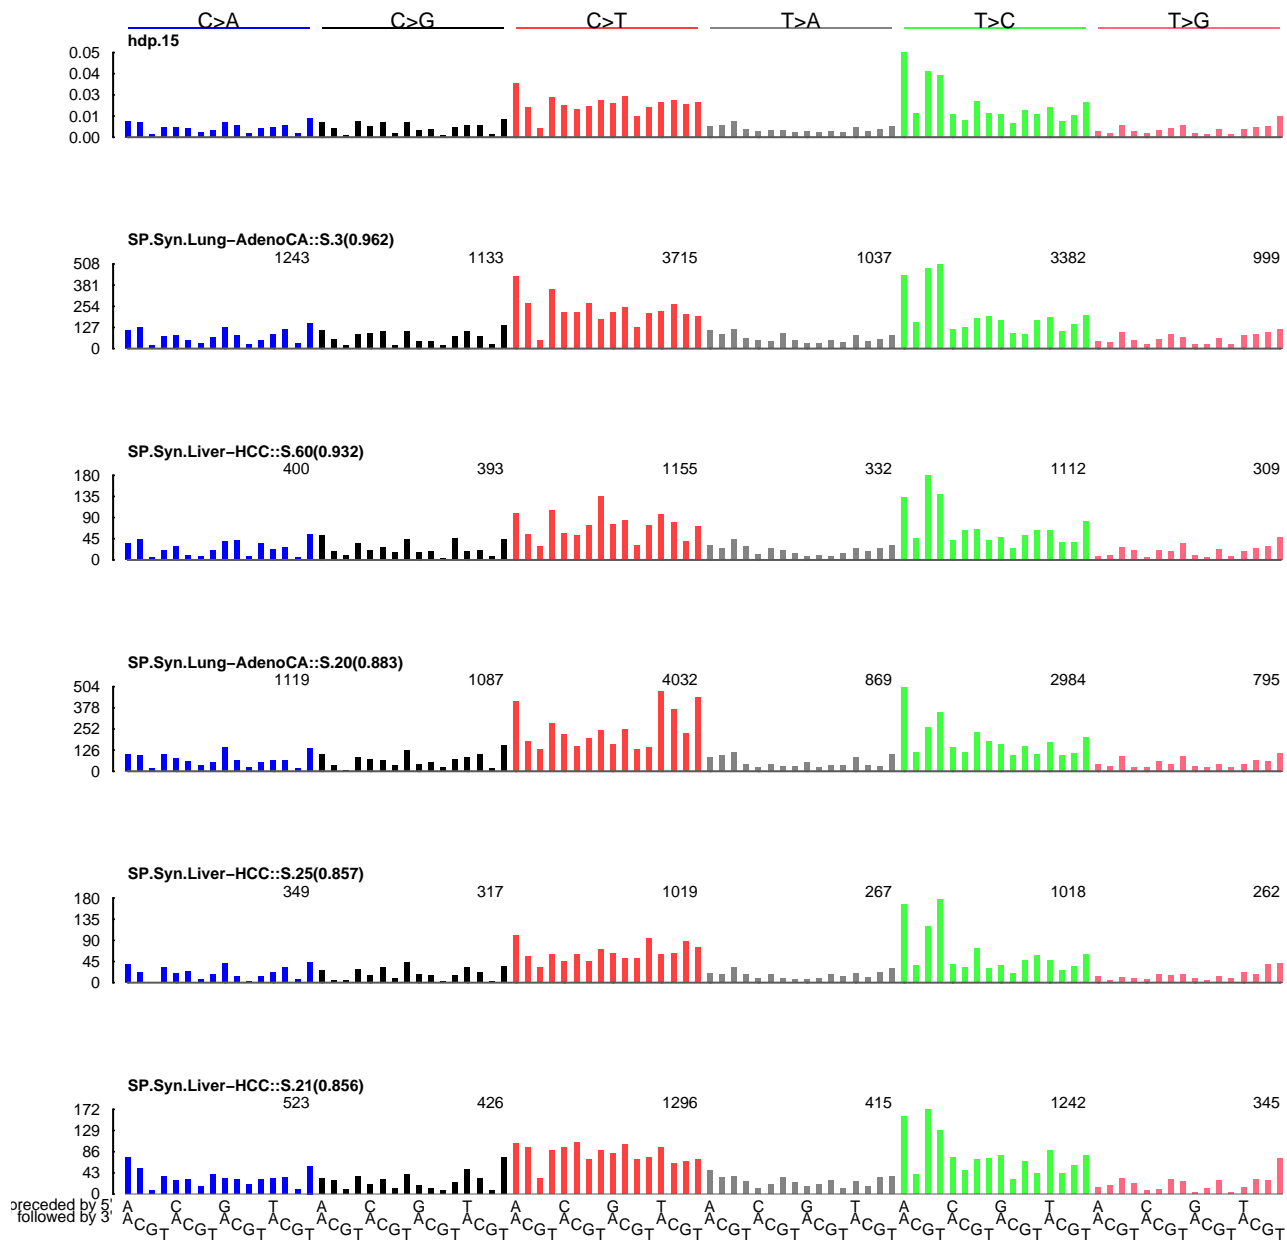 C>A C>G C>T T>A T>C T>G
hdp.15
0.05
0.04
0.03
0.01
0.00
SP.Syn.Lung−AdenoCA::S.3(0.962)
1243 1133 3715 1037 3382 999
508
381
254
127
0
SP.Syn.Liver−HCC::S.60(0.932)
400 393 1155 332 1112 309
180
135
90
45
0
SP.Syn.Lung−AdenoCA::S.20(0.883)
1119 1087 4032 869 2984 795
504
378
252
126
0
SP.Syn.Liver−HCC::S.25(0.857)
349 317 1019 267 1018 262
180
135
90
45
0
SP.Syn.Liver−HCC::S.21(0.856)
523 426 1296 415 1242 345
172
129
86
43
0
preceded by 5' A C G T A C G T A C G T A C G T A C G T A C G T
followed by 3' A C G T A C G T A C G T A C G T A C G T A C G T A C G T A C G T A C G T A C G T A C G T A C G T A C G T A C G T A C G T A C G T A C G T A C G T A C G T A C G T A C G T A C G T A C G T A C G T